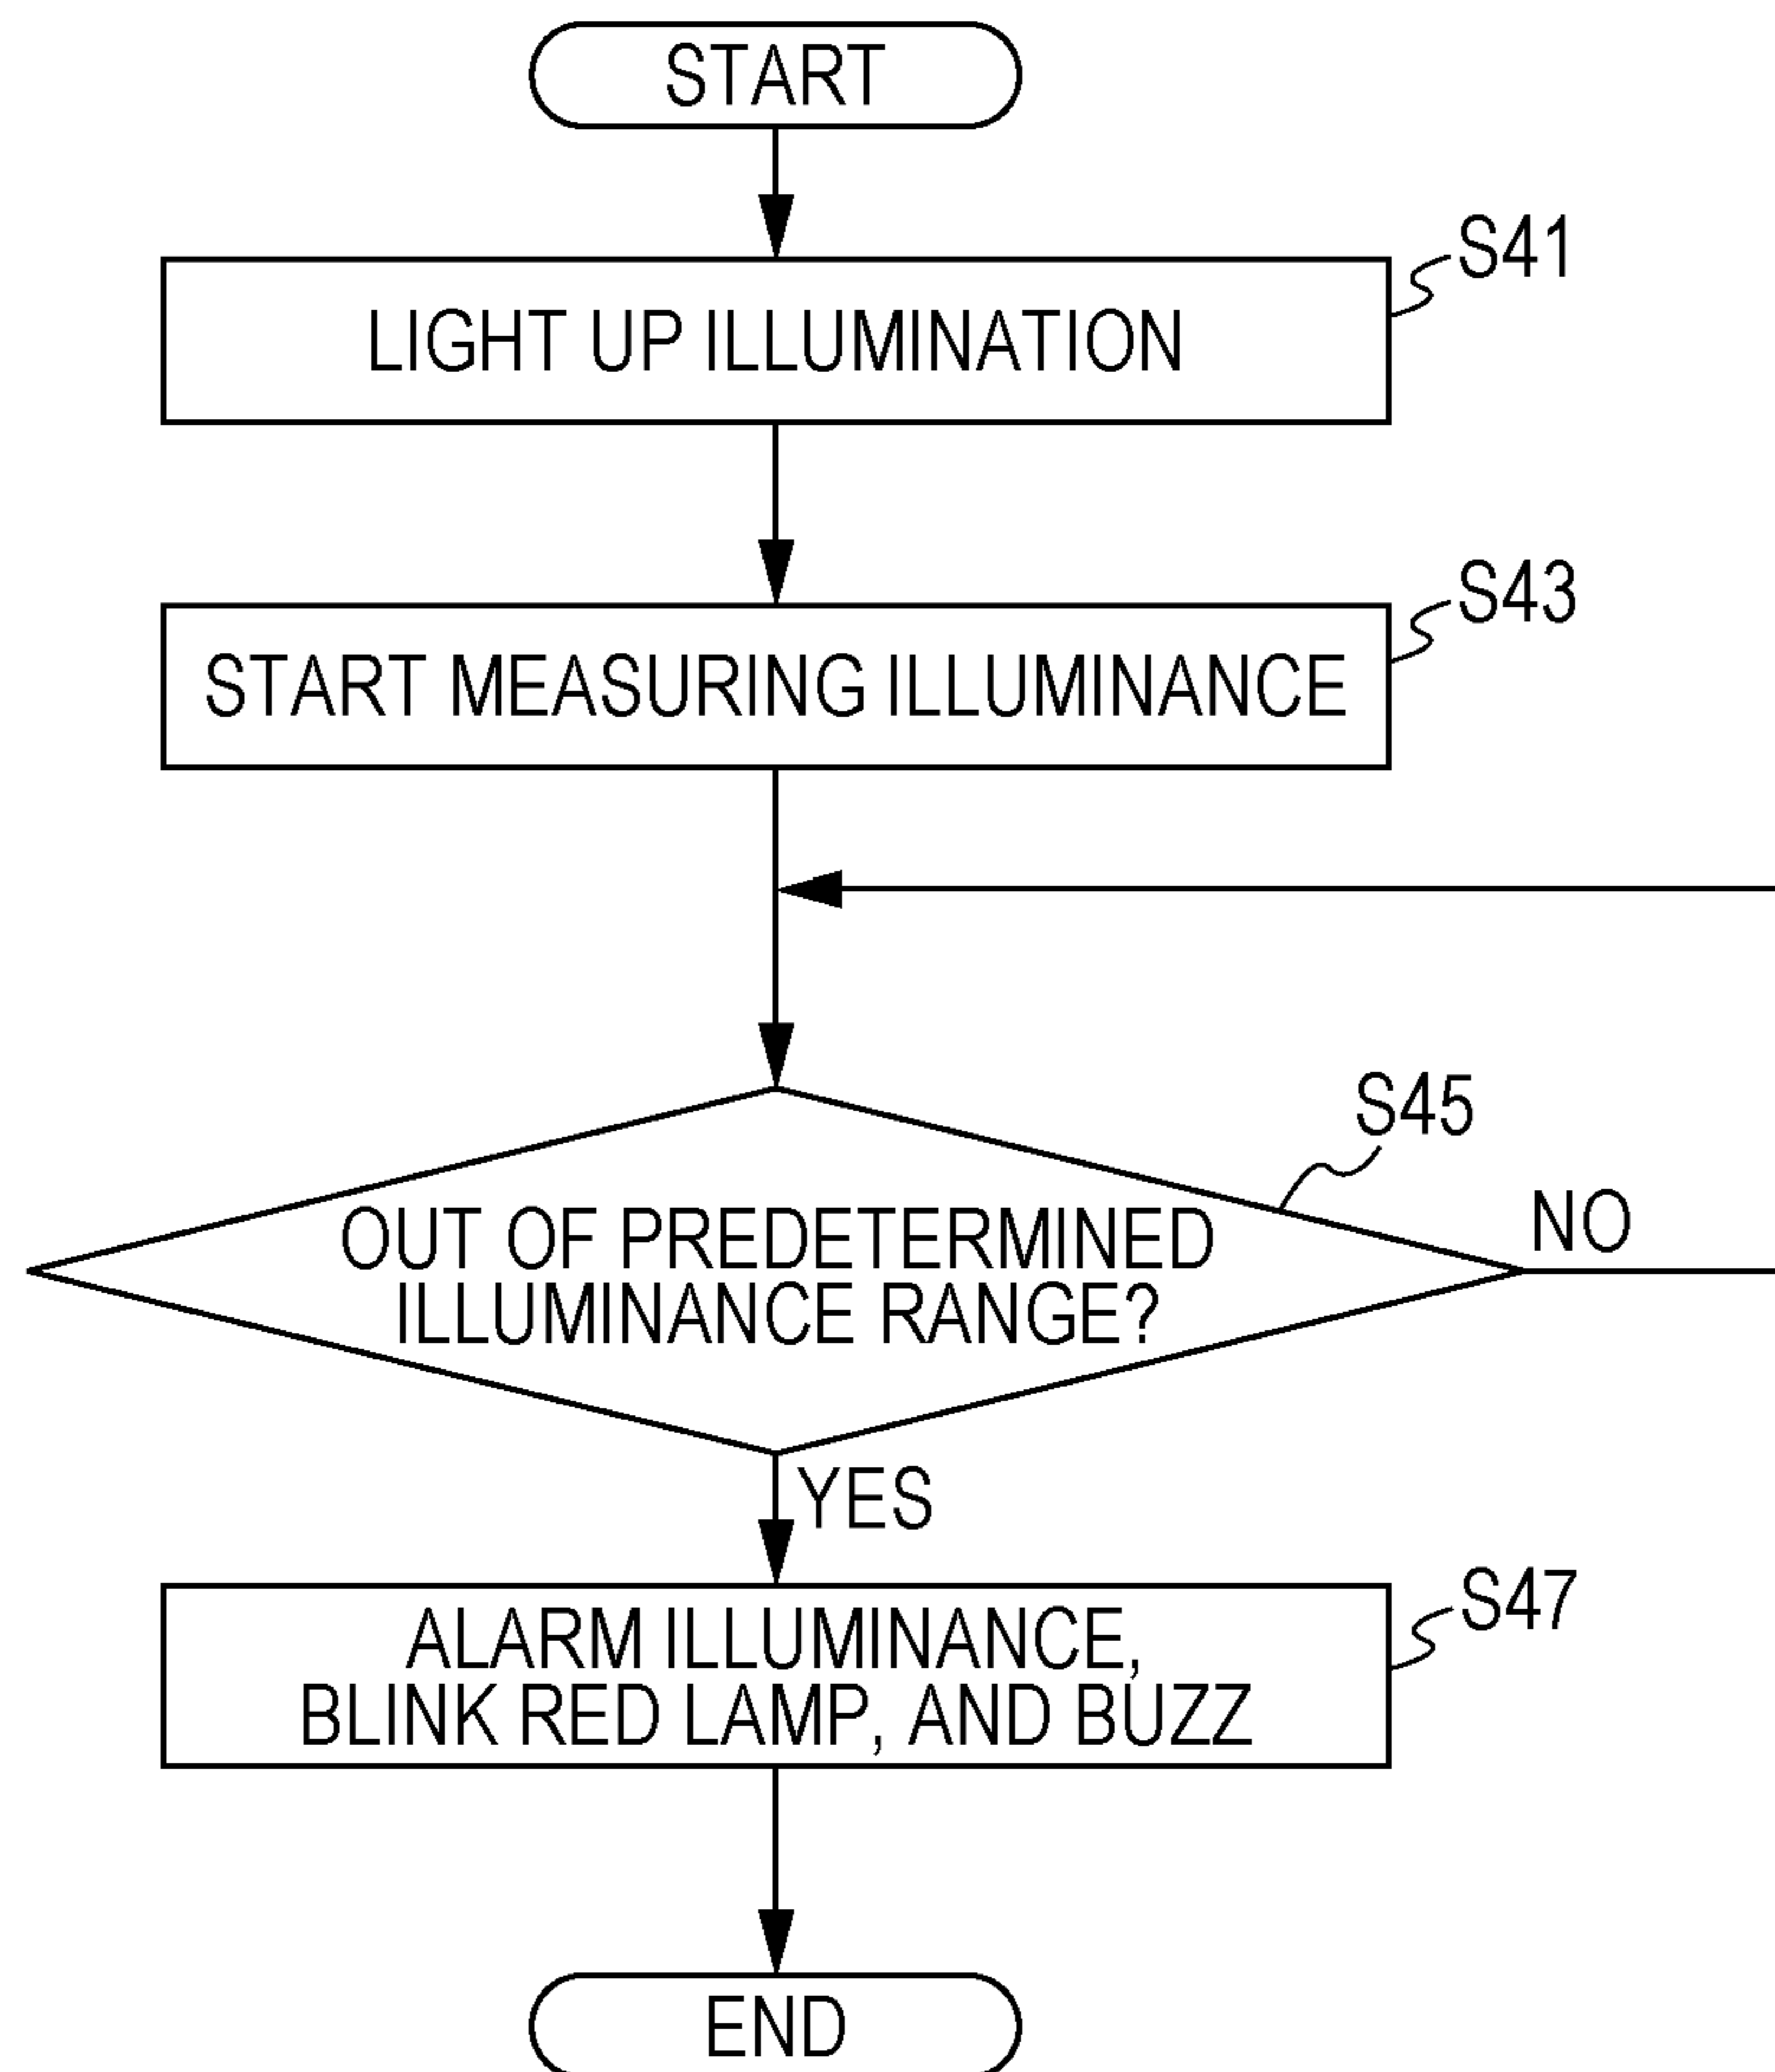 START
S41
LIGHT UP ILLUMINATION
S43
START MEASURING ILLUMINANCE
S45
OUT OF PREDETERMINED
ILLUMINANCE RANGE?
NO
YES
S47
ALARM ILLUMINANCE,
BLINK RED LAMP, AND BUZZ
END